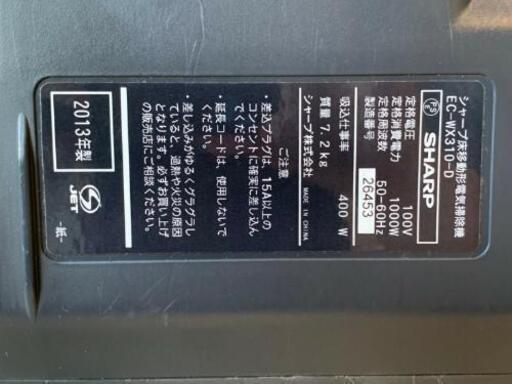 シャープ床移動形電気掃除機
EC-WX310-D
SHARP
PSE
定格電圧 100V
定格消費電力 1000W
定格周波数 50-60Hz
製造番号 26453
吸込仕事率 400 W
質量 7.2kg
シャープ株式会社 MADE IN CHINA
ご注意
・差込プラグは、15A以上の
コンセントに確実に差し込ん
でください。
・延長コードは、使用しないで
ください。
・差し込みがゆるくグラグラし
ていると、過熱や火災の原因
となります。必ずお買い上げ
の販売店にご相談ください。
2013年製
S
JET
-紙-